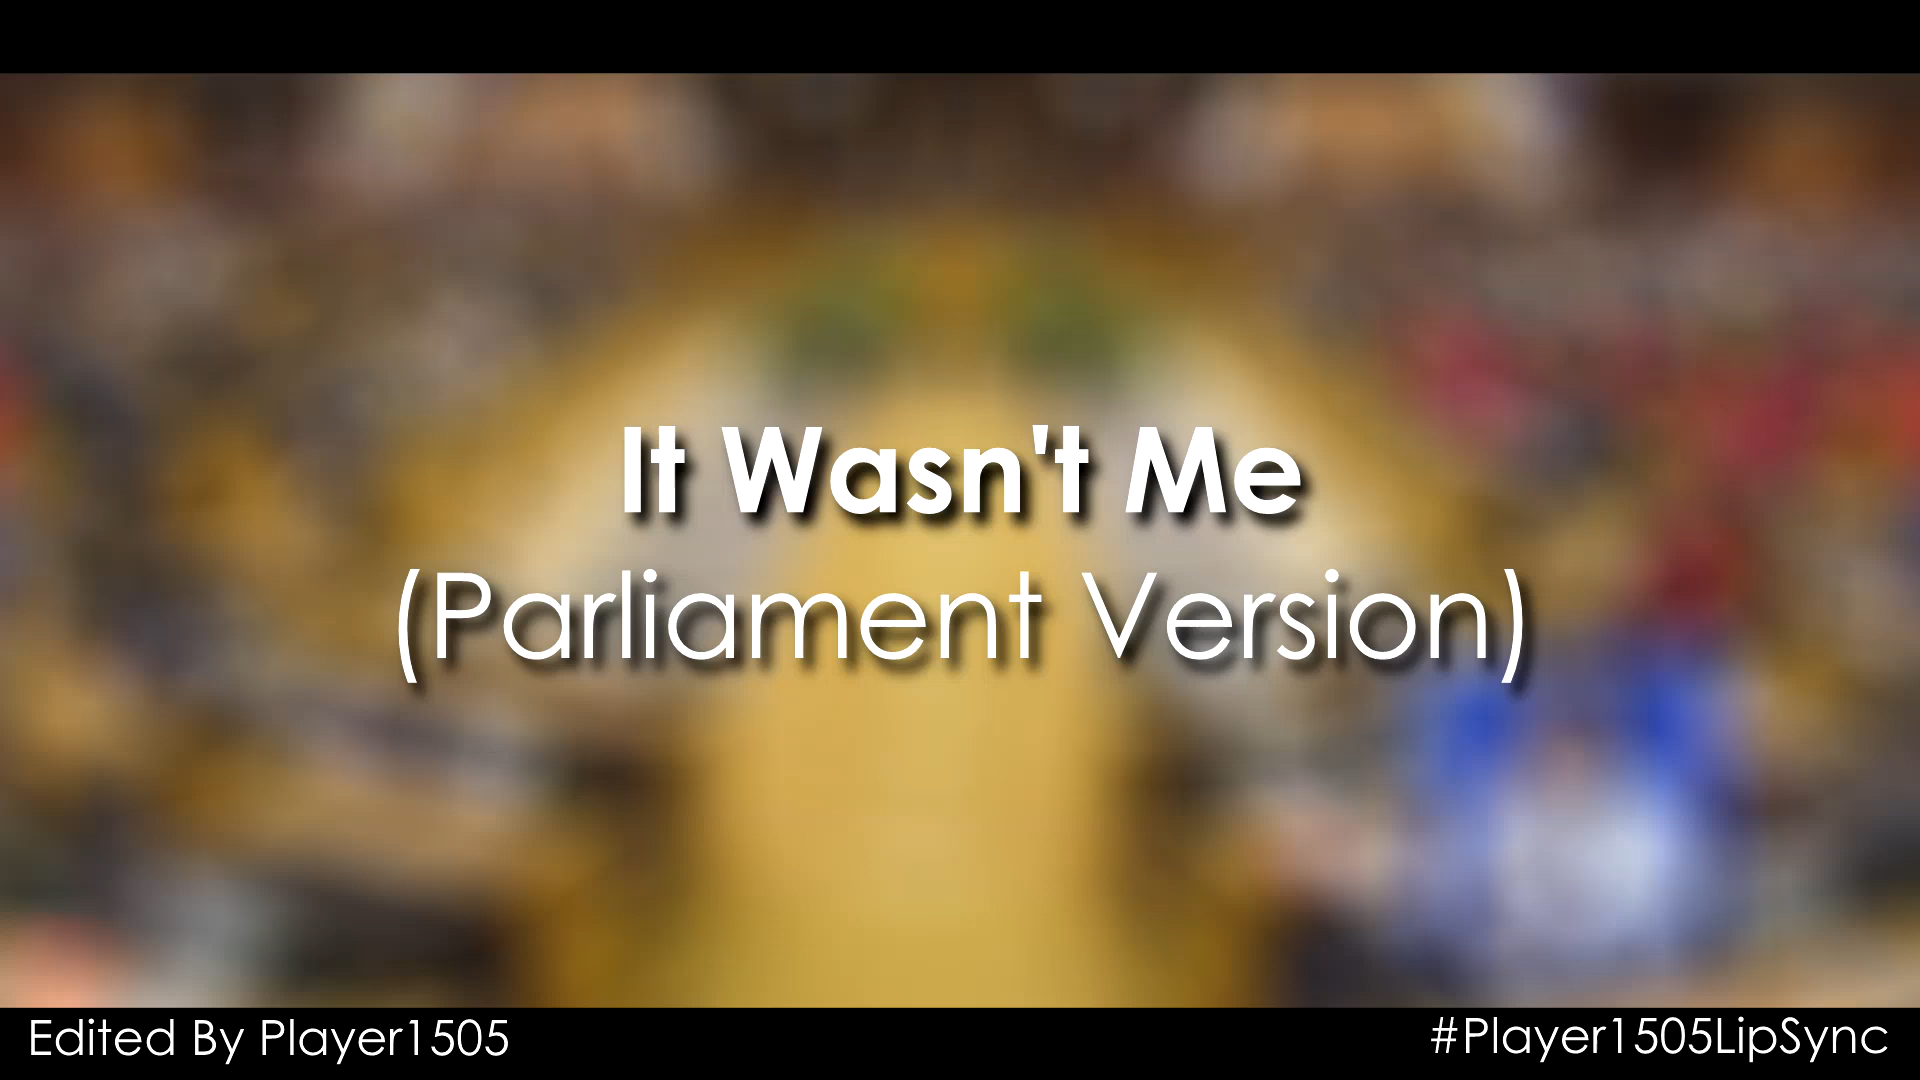 It Wasn't Me
(Parliament Version)
Edited By Player1505
#Player1505LipSync